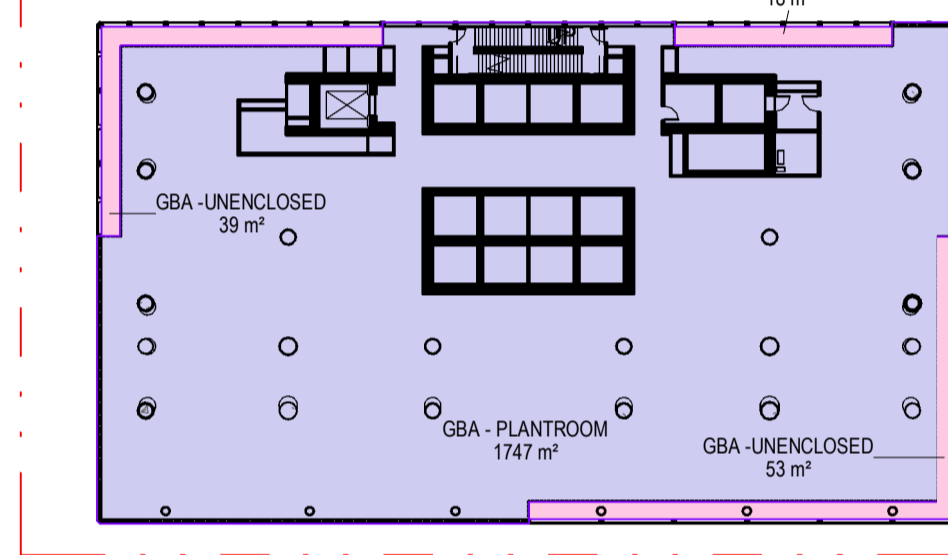 GBA -UNENCLOSED
39 m²
GBA - PLANTROOM
1747 m²
GBA -UNENCLOSED
53 m²